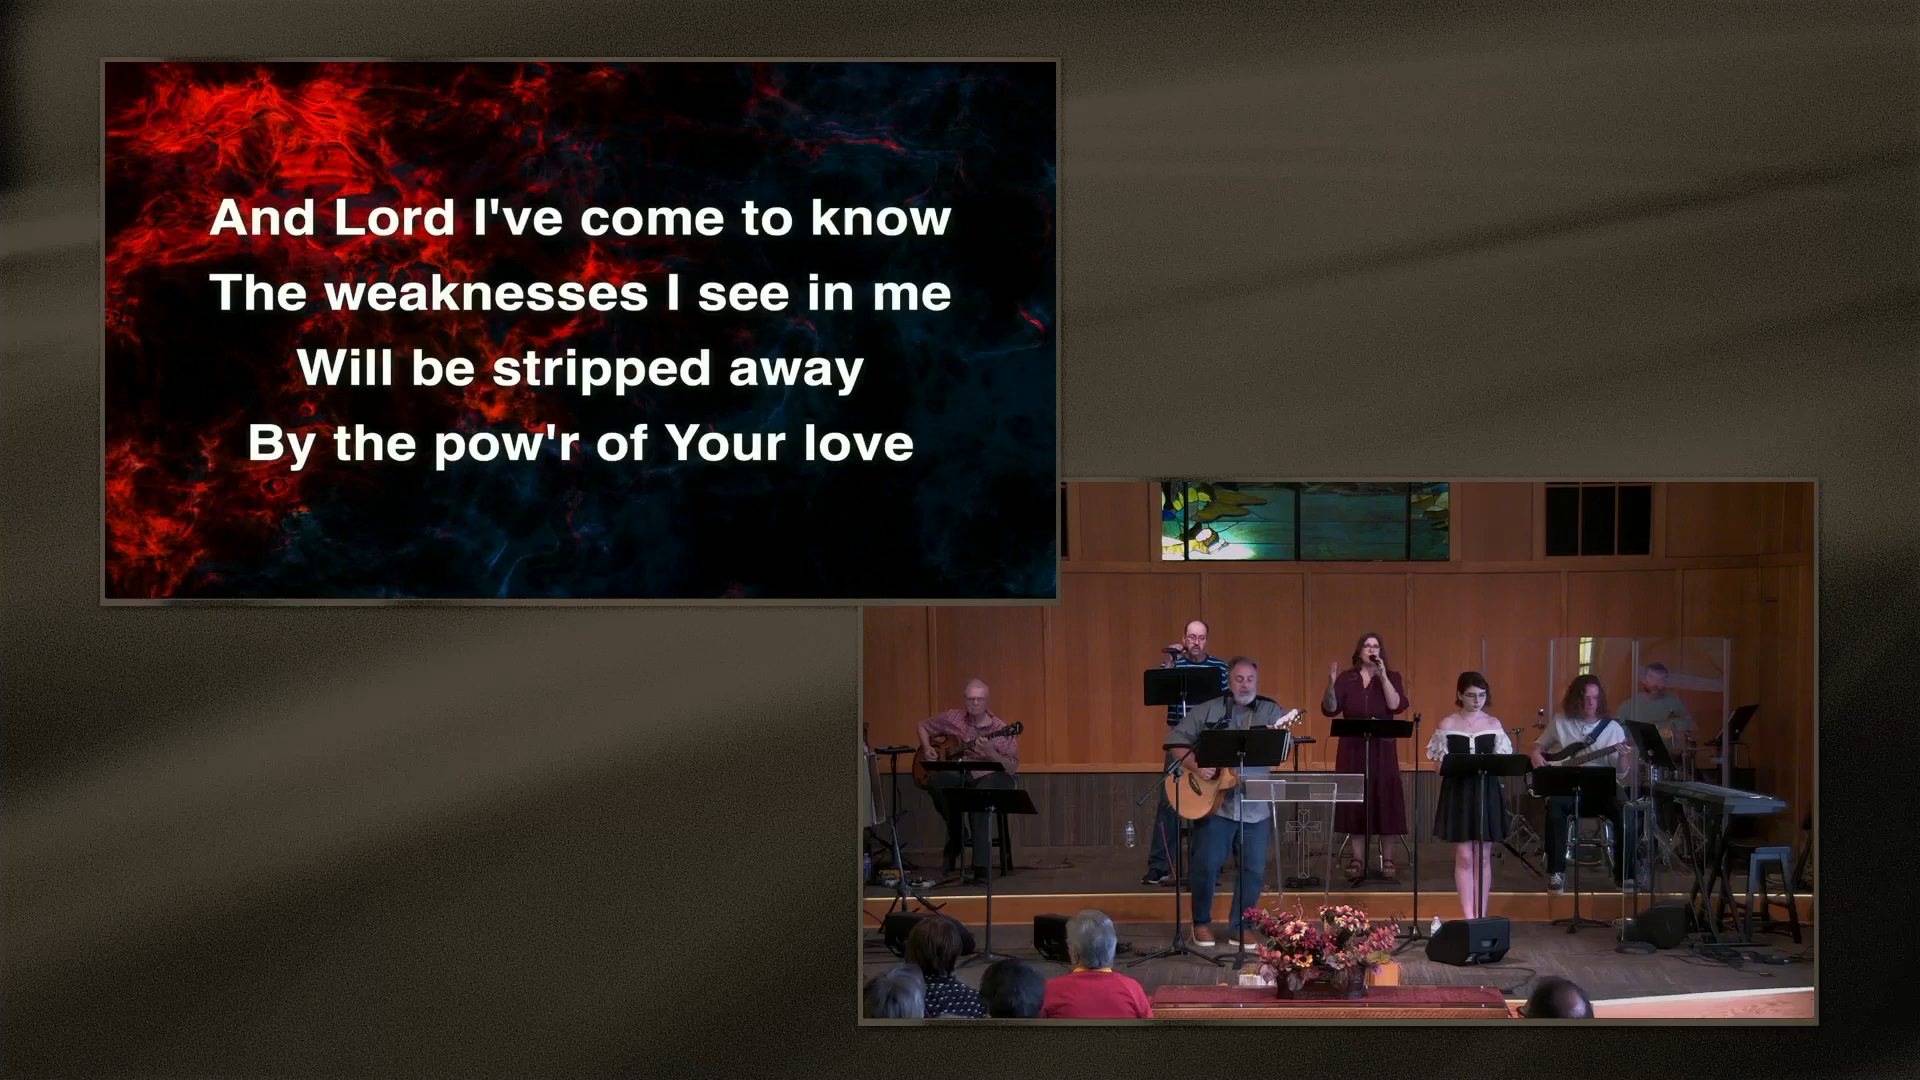 And Lord I've come to know
The weaknesses I see in me
Will be stripped away
By the pow'r of Your love